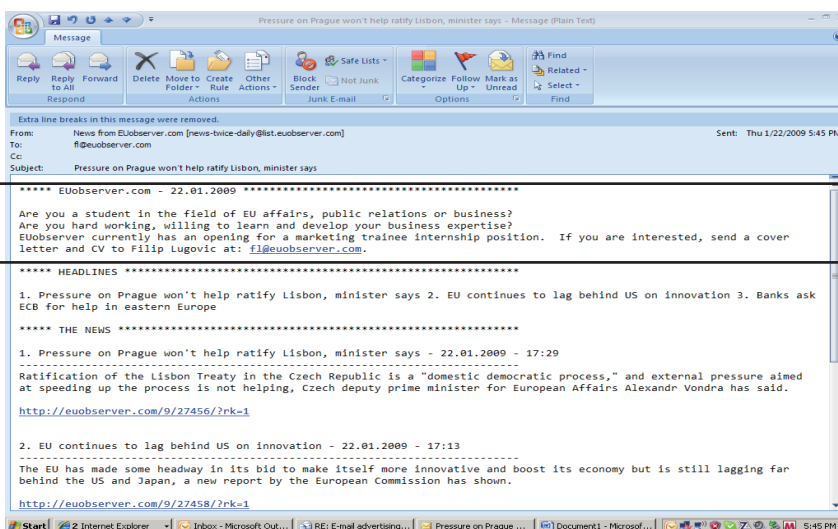 Pressure on Prague won't help ratify Lisbon, minister says - Message (Plain Text)
Message
Reply
Reply to All
Forward
Delete
Move to Folder
Create Rule
Other Actions
Block Sender
Safe Lists
Not Junk
Categorize
Follow Up
Mark as Unread
Find
Related
Select
Respond
Actions
Junk E-mail
Options
Find
Extra line breaks in this message were removed.
From: News from EUobserver.com [news-twice-daily@list.euobserver.com]
Sent: Thu 1/22/2009 5:45 PM
To: fl@euobserver.com
Cc:
Subject: Pressure on Prague won't help ratify Lisbon, minister says
***** EUobserver.com - 22.01.2009 ******************************************
Are you a student in the field of EU affairs, public relations or business?
Are you hard working, willing to learn and develop your business expertise?
EUobserver currently has an opening for a marketing trainee internship position. If you are interested, send a cover
letter and CV to Filip Lugovic at: fl@euobserver.com.
***** HEADLINES ******************************************************
1. Pressure on Prague won't help ratify Lisbon, minister says 2. EU continues to lag behind US on innovation 3. Banks ask
ECB for help in eastern Europe
***** THE NEWS ******************************************************
1. Pressure on Prague won't help ratify Lisbon, minister says - 22.01.2009 - 17:29
--------------------------------------------------------------------
Ratification of the Lisbon Treaty in the Czech Republic is a "domestic democratic process," and external pressure aimed
at speeding up the process is not helping, Czech deputy prime minister for European Affairs Alexandr Vondra has said.
http://euobserver.com/9/27456/?rk=1
2. EU continues to lag behind US on innovation - 22.01.2009 - 17:13
--------------------------------------------------------------------
The EU has made some headway in its bid to make itself more innovative and boost its economy but is still lagging far
behind the US and Japan, a new report by the European Commission has shown.
http://euobserver.com/9/27458/?rk=1
Start
2 Internet Explorer
Inbox - Microsoft Out...
RE: E-mail advertising...
Pressure on Prague ...
Document1 - Microsof...
5:45 PM